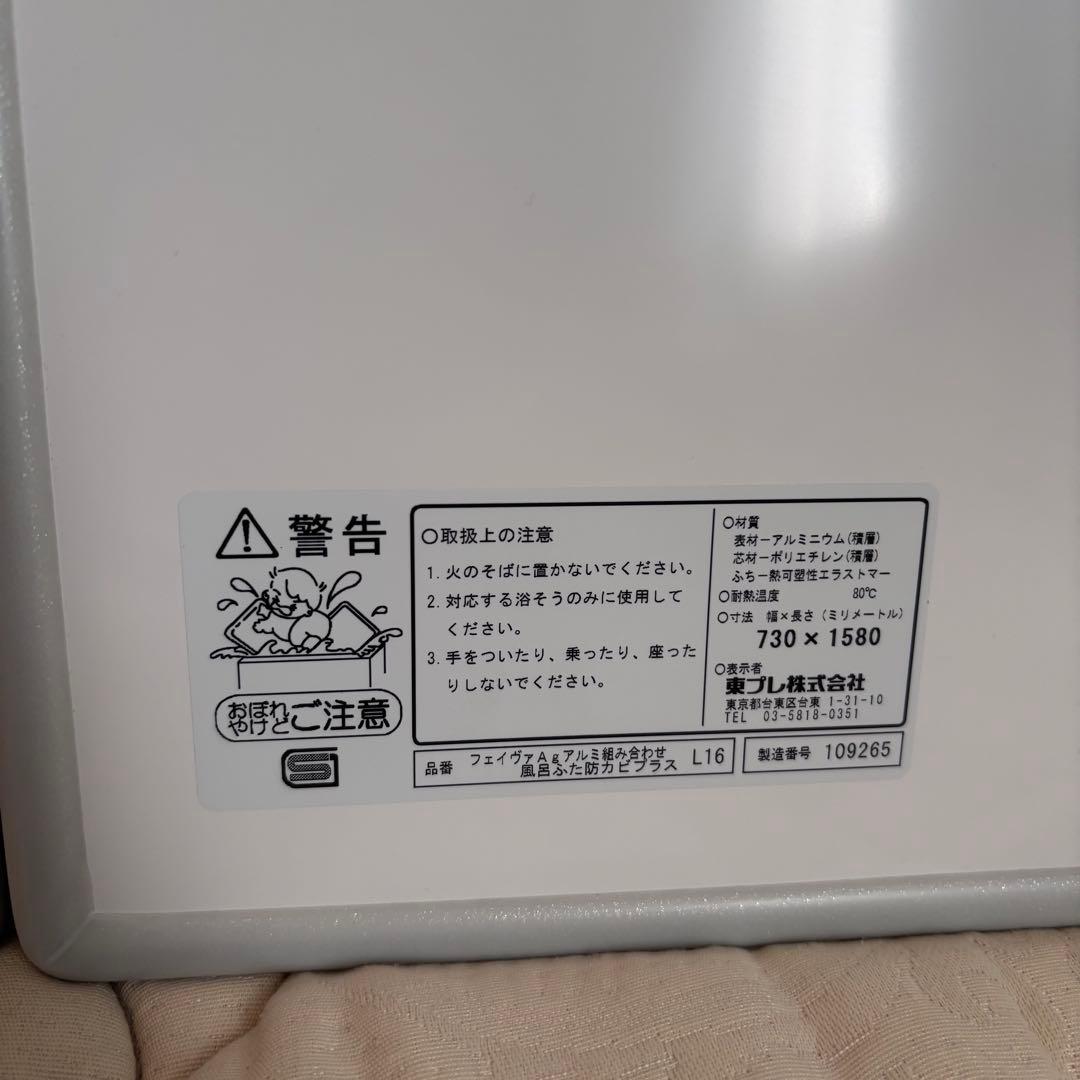 警告
おぼれ
やけど
ご注意
○取扱上の注意
1. 火のそばに置かないでください。
2. 対応する浴そうのみに使用して
ください。
3. 手をついたり、乗ったり、座った
りしないでください。
○材質
表材ーアルミニウム(積層)
芯材ーポリエチレン(積層)
ふちー熱可塑性エラストマー
○耐熱温度 80℃
○寸法 幅×長さ(ミリメートル)
730×1580
○表示者
東プレ株式会社
東京都台東区台東 1-31-10
TEL 03-5818-0351
品番 フェイヴァAgアルミ組み合わせ
風呂ふた防カビプラス L16
製造番号 109265